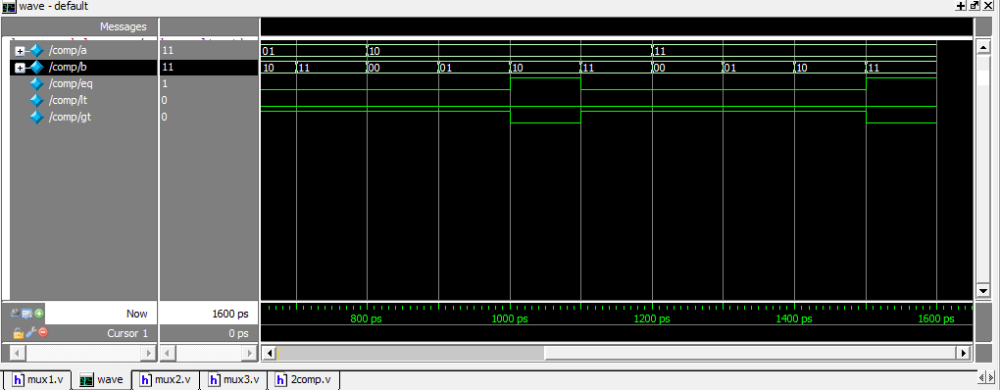 wave - default
Messages
/comp/a 11 01 10 11
/comp/b 11 10 11 00 01 10 11 00 01 10 11
/comp/eq 1
/comp/lt 0
/comp/gt 0
Now 1600 ps 800 ps 1000 ps 1200 ps 1400 ps 1600 ps
Cursor 1 0 ps
mux1.v wave mux2.v mux3.v 2comp.v